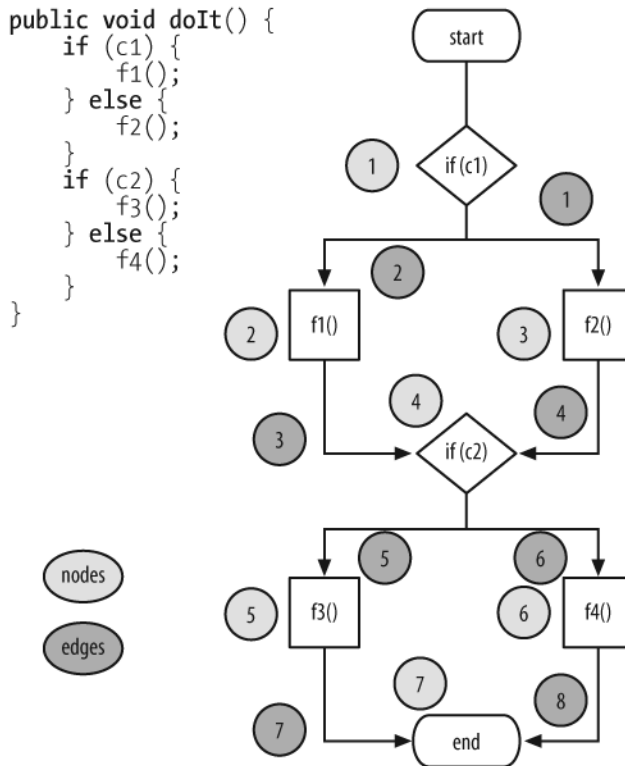 public void doIt() {
    if (c1) {
        f1();
    } else {
        f2();
    }
    if (c2) {
        f3();
    } else {
        f4();
    }
}
start
1
if (c1)
1
2
2
f1()
3
f2()
4
3
4
if (c2)
5
6
nodes
5
f3()
6
f4()
edges
7
7
8
end